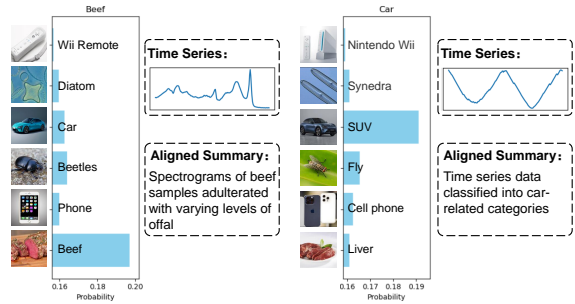 Beef
Wii Remote
Diatom
Car
Beetles
Phone
Beef
0.16
0.18
0.20
Probability
Time Series:
Aligned Summary:
Spectrograms of beef
samples adulterated
with varying levels of
offal
Car
Nintendo Wii
Synedra
SUV
Fly
Cell phone
Liver
0.16
0.17
0.18
0.19
Probability
Time Series:
Aligned Summary:
Time series data
classified into car-
related categories